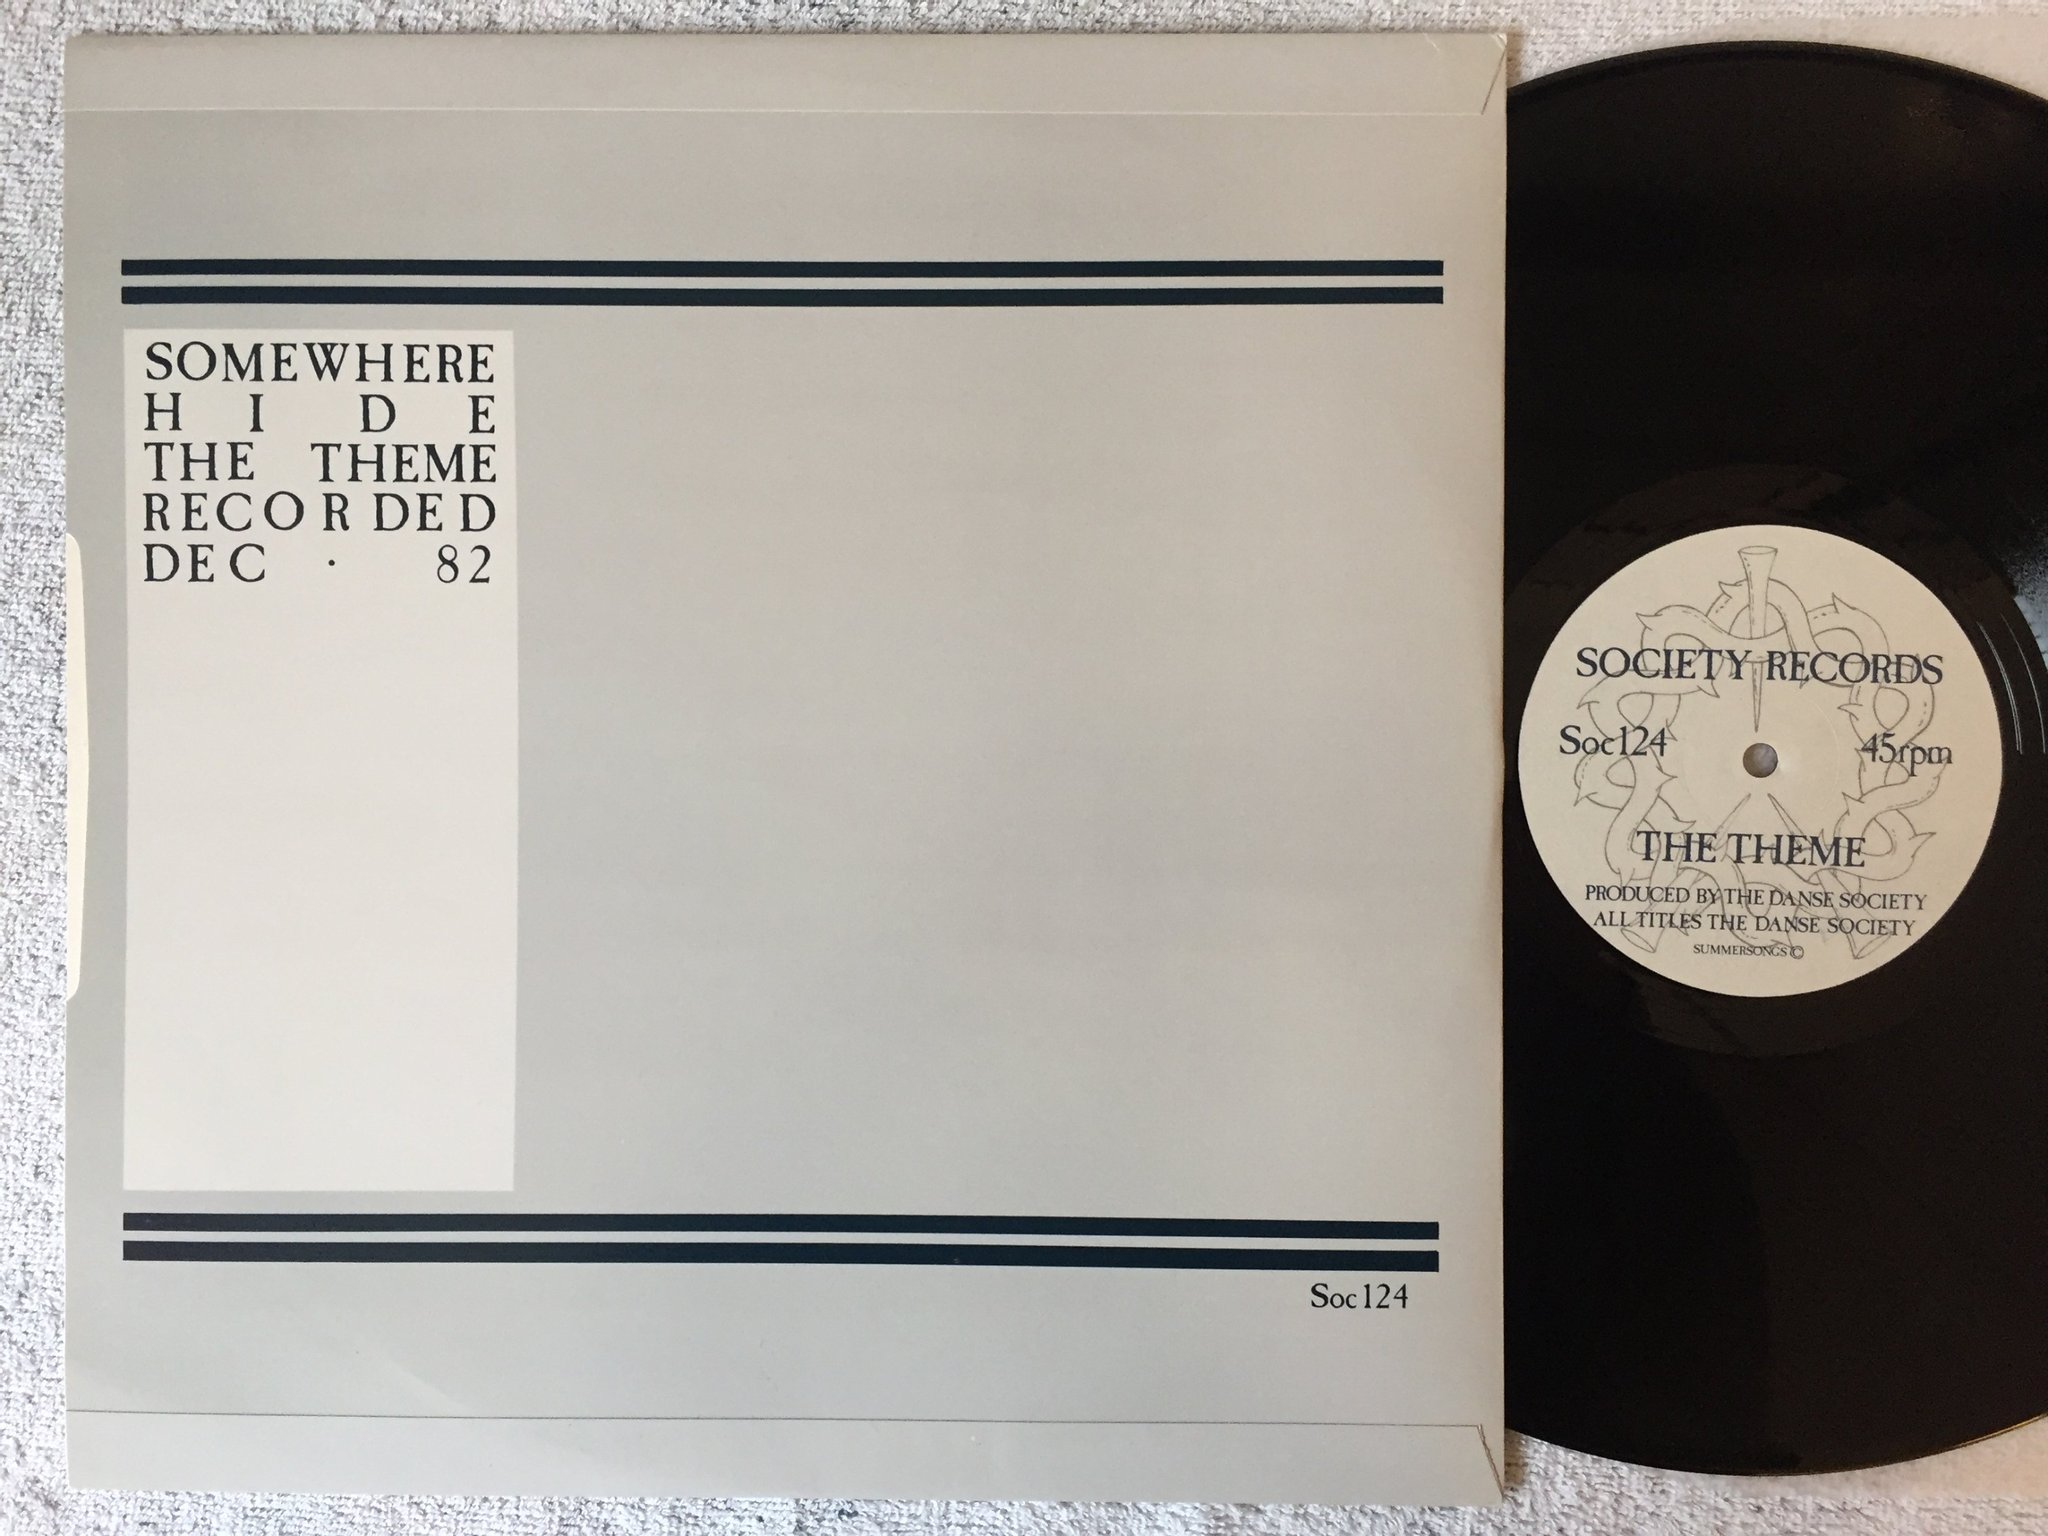 SOMEWHERE
HIDE
THE THEME
RECORDED
DEC · 82
Soc124
SOCIETY RECORDS
Soc124 45rpm
THE THEME
PRODUCED BY THE DANSE SOCIETY
ALL TITLES THE DANSE SOCIETY
SUMMERSONGS ©